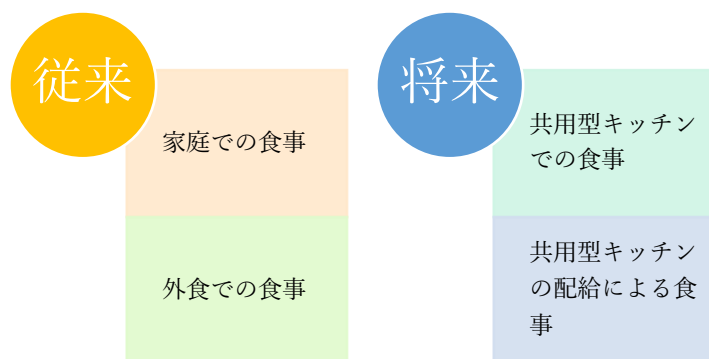 従来
家庭での食事
外食での食事
将来
共用型キッチン
での食事
共用型キッチン
の配給による食
事